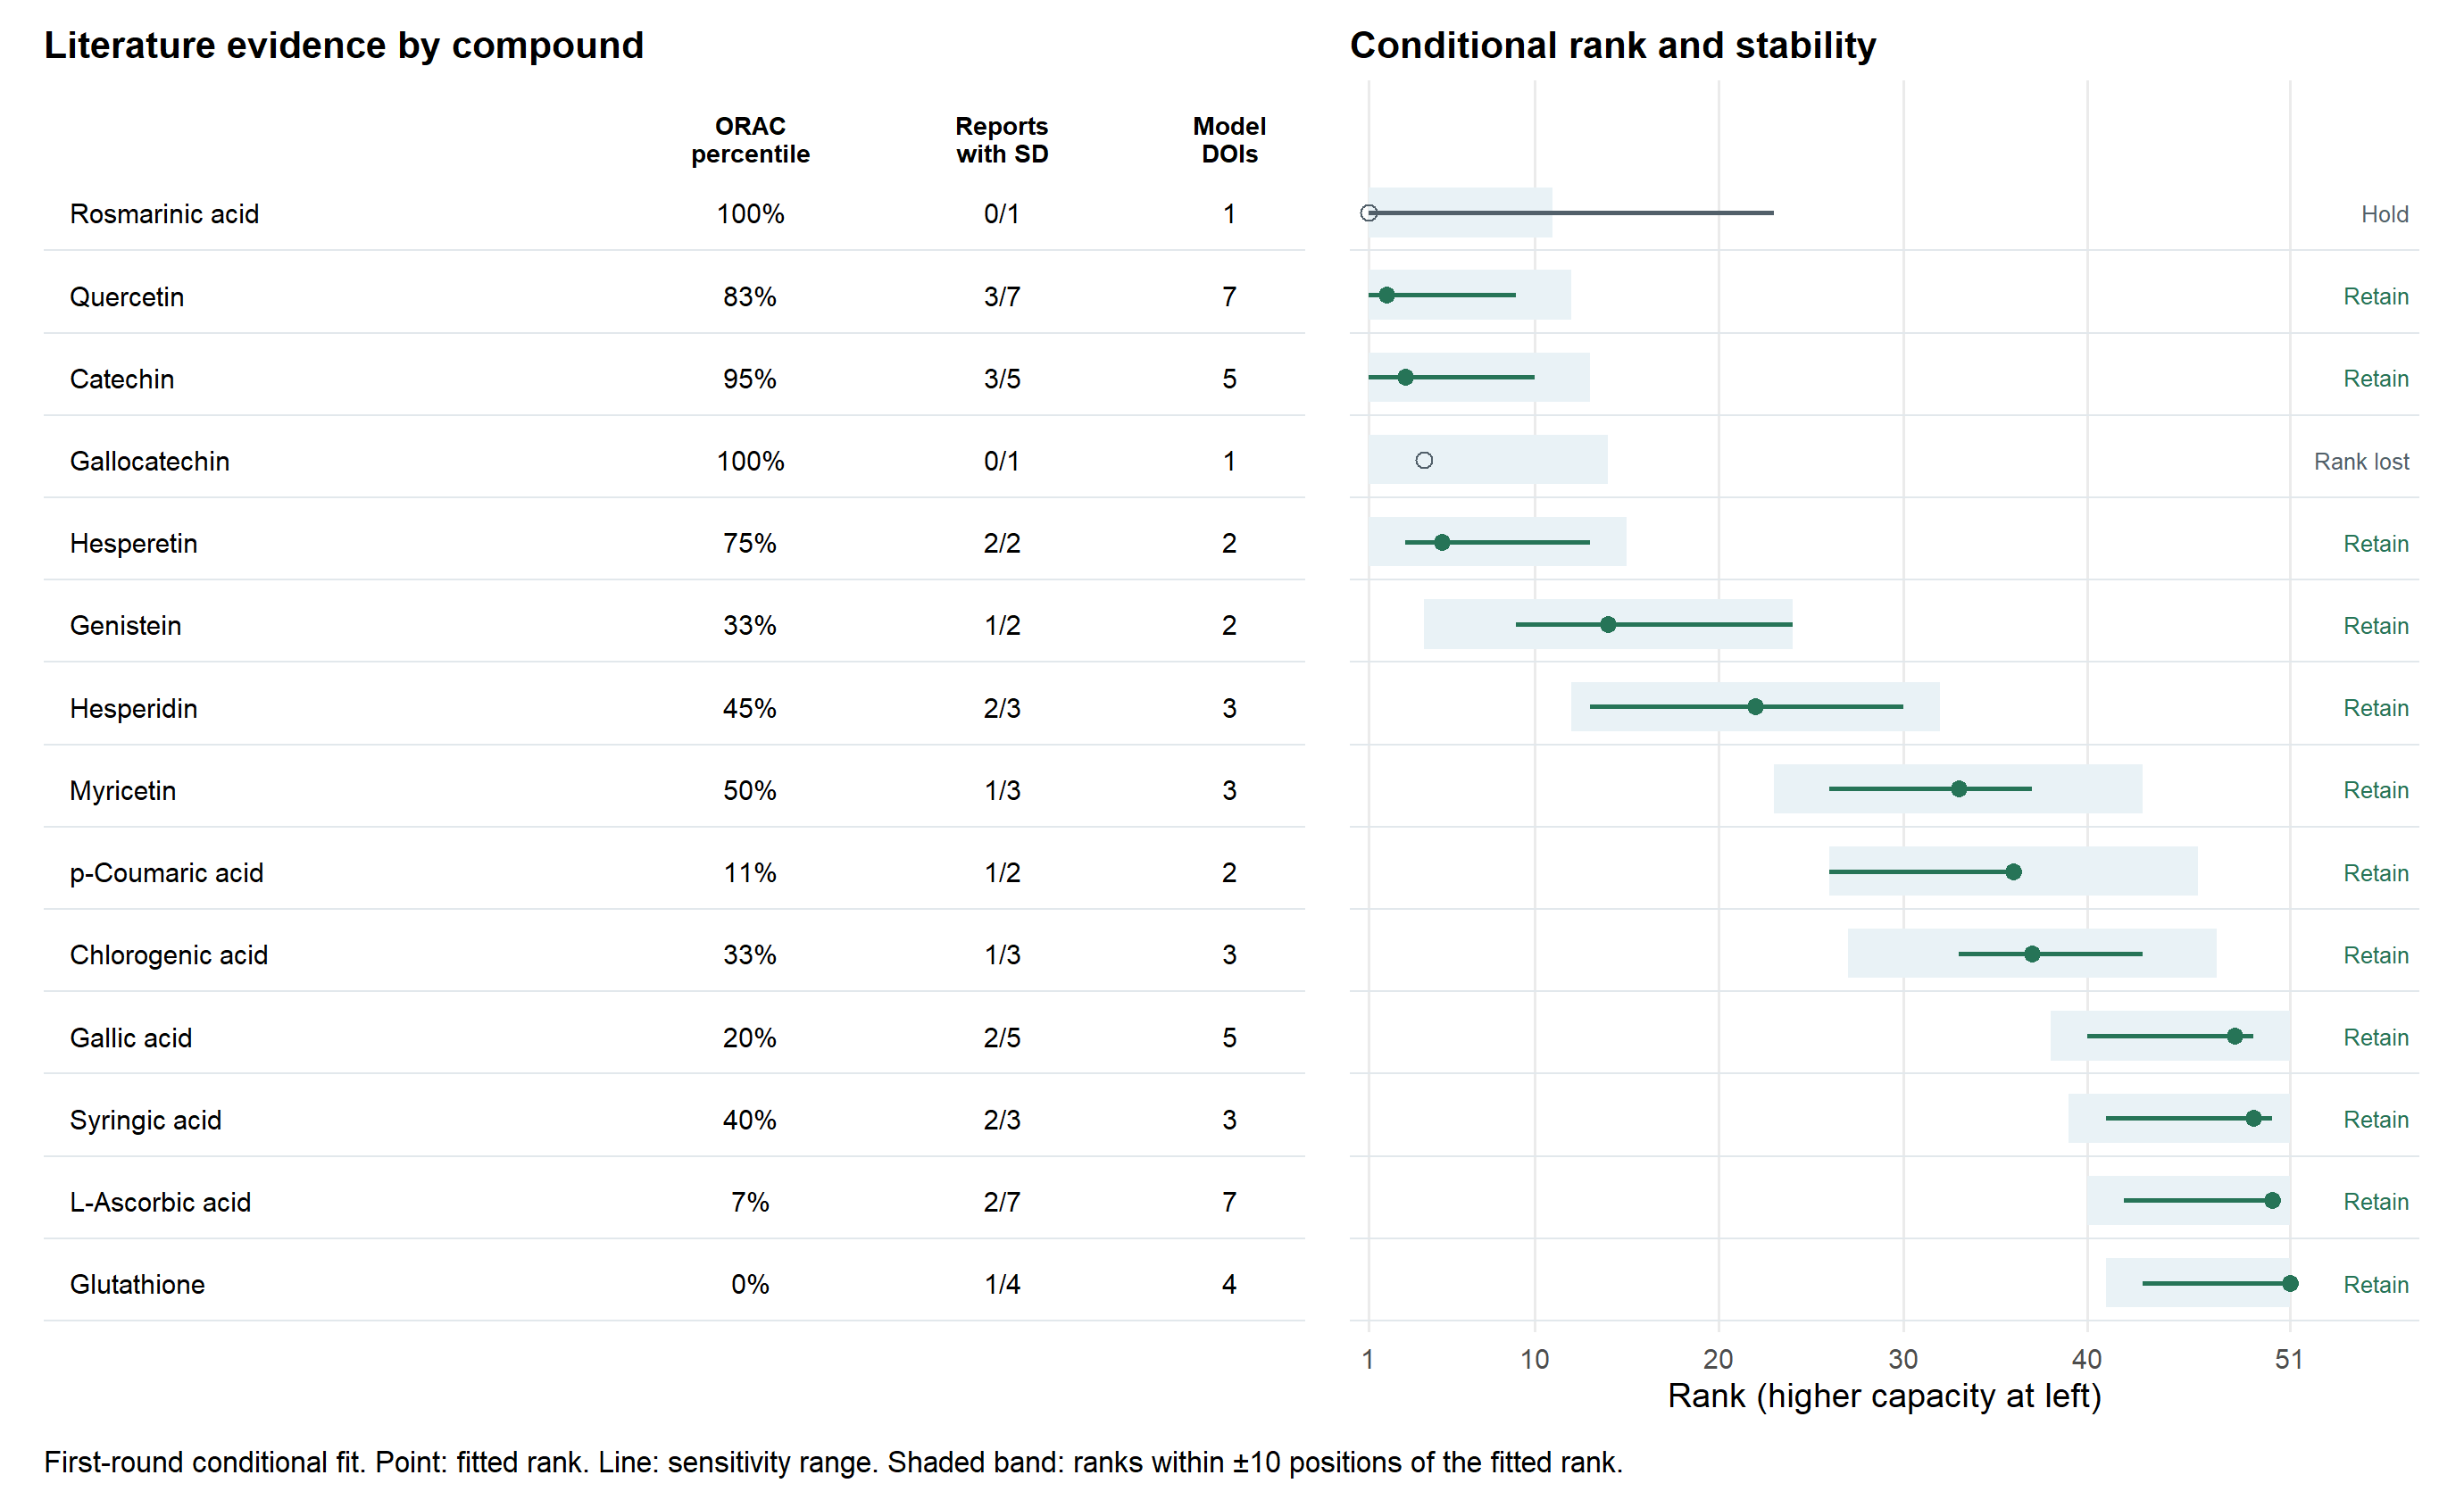 Literature evidence by compound
Conditional rank and stability
ORAC percentile
Reports with SD
Model DOIs
Rosmarinic acid 100% 0/1 1 Hold
Quercetin 83% 3/7 7 Retain
Catechin 95% 3/5 5 Retain
Gallocatechin 100% 0/1 1 Rank lost
Hesperetin 75% 2/2 2 Retain
Genistein 33% 1/2 2 Retain
Hesperidin 45% 2/3 3 Retain
Myricetin 50% 1/3 3 Retain
p-Coumaric acid 11% 1/2 2 Retain
Chlorogenic acid 33% 1/3 3 Retain
Gallic acid 20% 2/5 5 Retain
Syringic acid 40% 2/3 3 Retain
L-Ascorbic acid 7% 2/7 7 Retain
Glutathione 0% 1/4 4 Retain
1 10 20 30 40 51
Rank (higher capacity at left)
First-round conditional fit. Point: fitted rank. Line: sensitivity range. Shaded band: ranks within ±10 positions of the fitted rank.